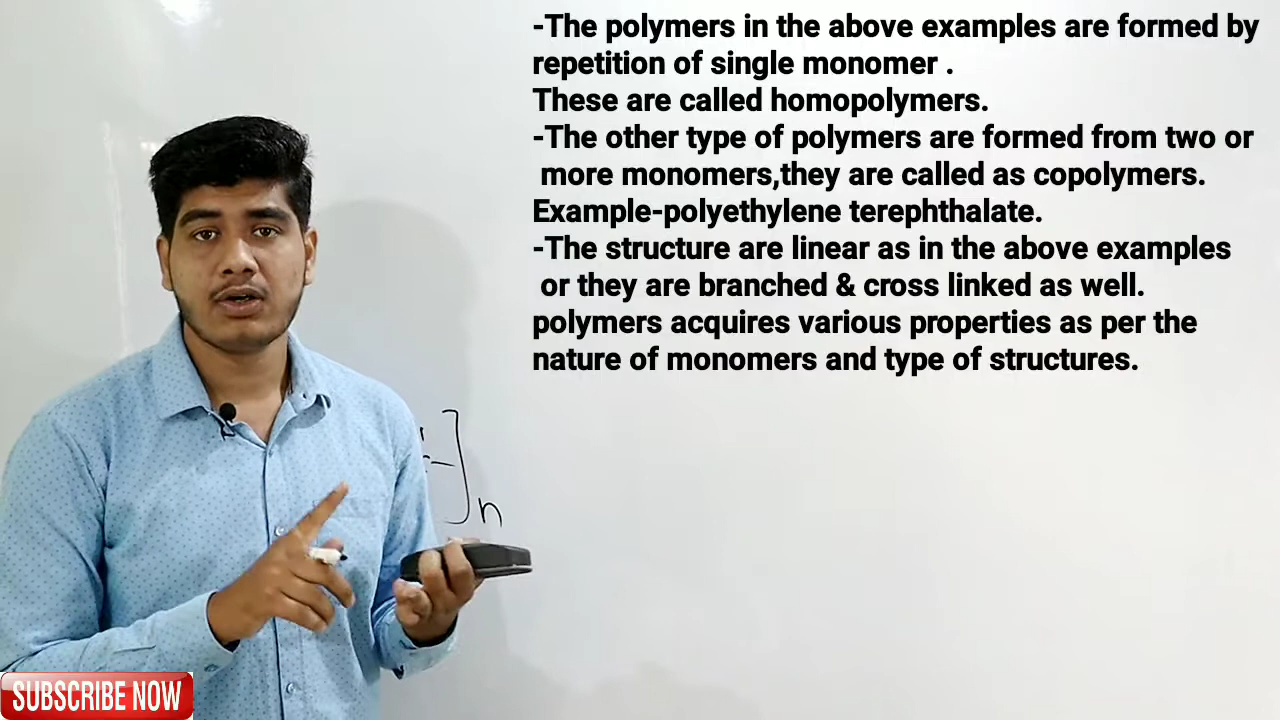 -The polymers in the above examples are formed by
repetition of single monomer .
These are called homopolymers.
-The other type of polymers are formed from two or
more monomers,they are called as copolymers.
Example-polyethylene terephthalate.
-The structure are linear as in the above examples
or they are branched & cross linked as well.
polymers acquires various properties as per the
nature of monomers and type of structures.
]n
SUBSCRIBE NOW